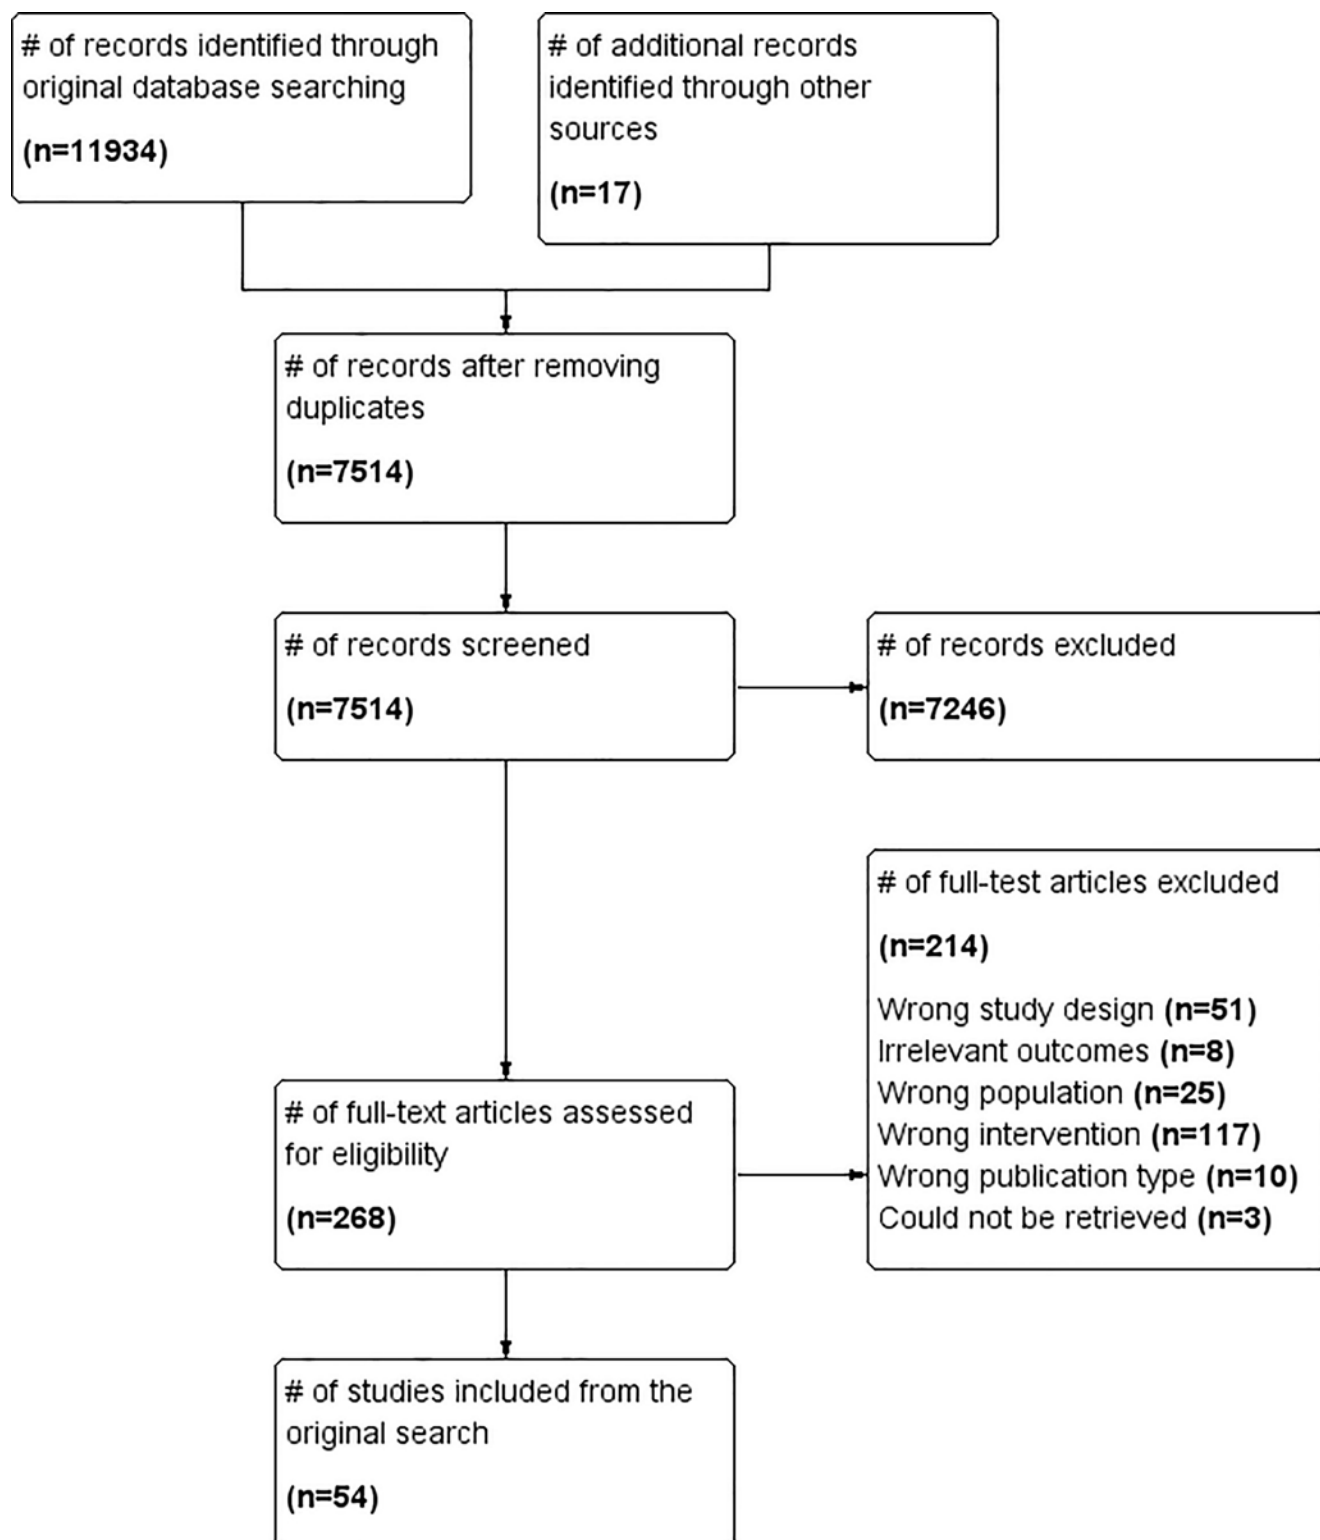 # of records identified through
original database searching
(n=11934)
# of additional records
identified through other
sources
(n=17)
# of records after removing
duplicates
(n=7514)
# of records screened
(n=7514)
# of records excluded
(n=7246)
# of full-test articles excluded
(n=214)
Wrong study design (n=51)
Irrelevant outcomes (n=8)
Wrong population (n=25)
Wrong intervention (n=117)
Wrong publication type (n=10)
Could not be retrieved (n=3)
# of full-text articles assessed
for eligibility
(n=268)
# of studies included from the
original search
(n=54)